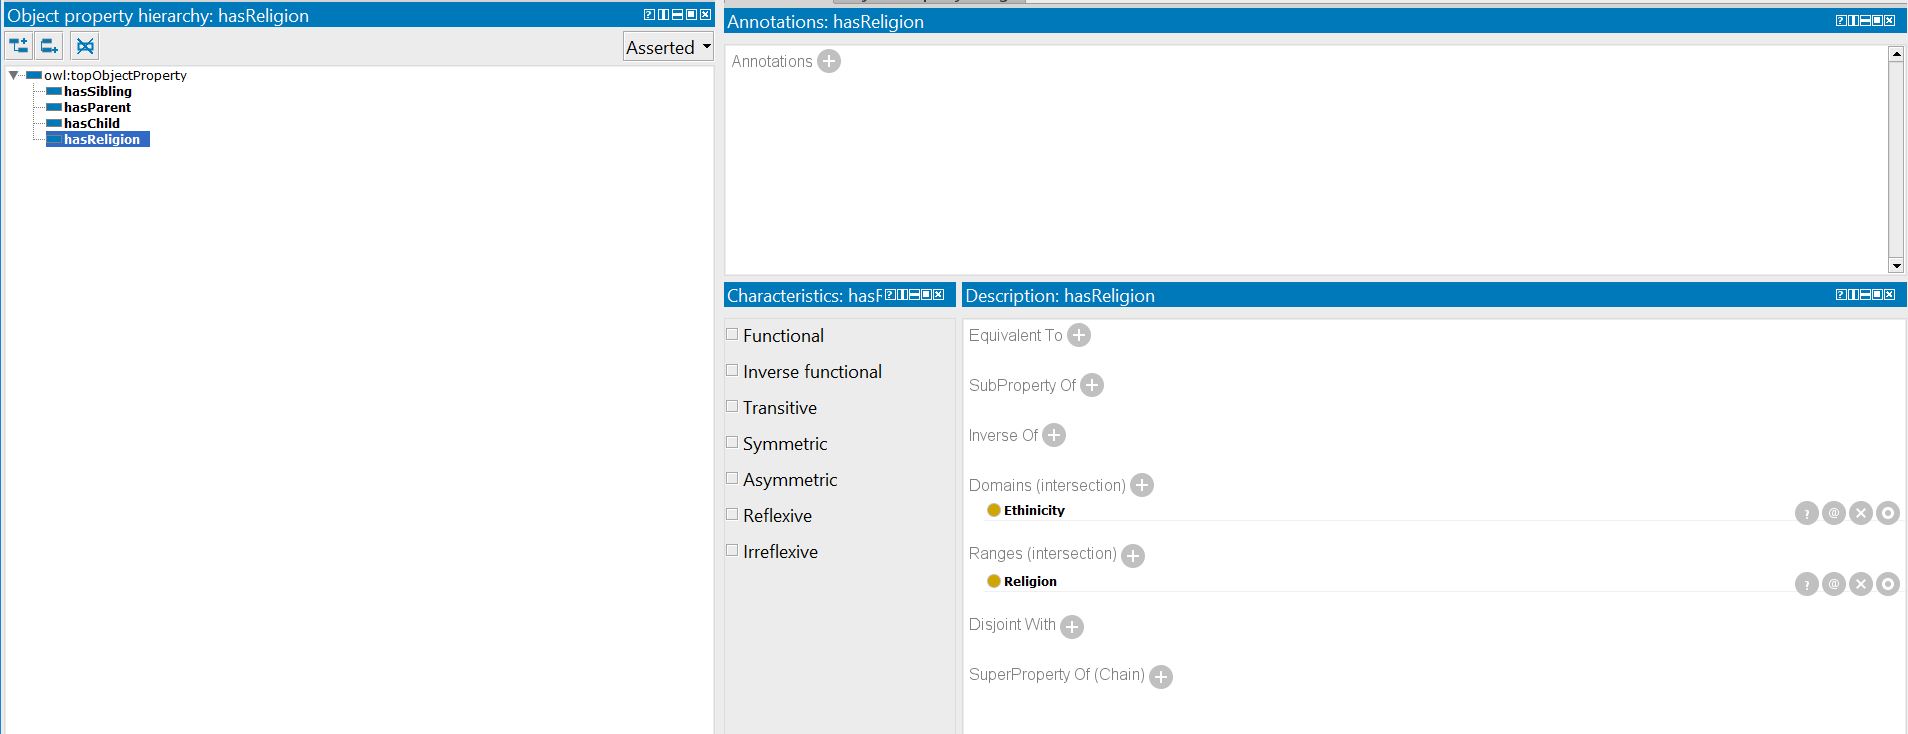 Object property hierarchy: hasReligion
Asserted
owl:topObjectProperty
hasSibling
hasParent
hasChild
hasReligion
Annotations: hasReligion
Annotations
Characteristics: hasR
Functional
Inverse functional
Transitive
Symmetric
Asymmetric
Reflexive
Irreflexive
Description: hasReligion
Equivalent To
SubProperty Of
Inverse Of
Domains (intersection)
Ethinicity
Ranges (intersection)
Religion
Disjoint With
SuperProperty Of (Chain)